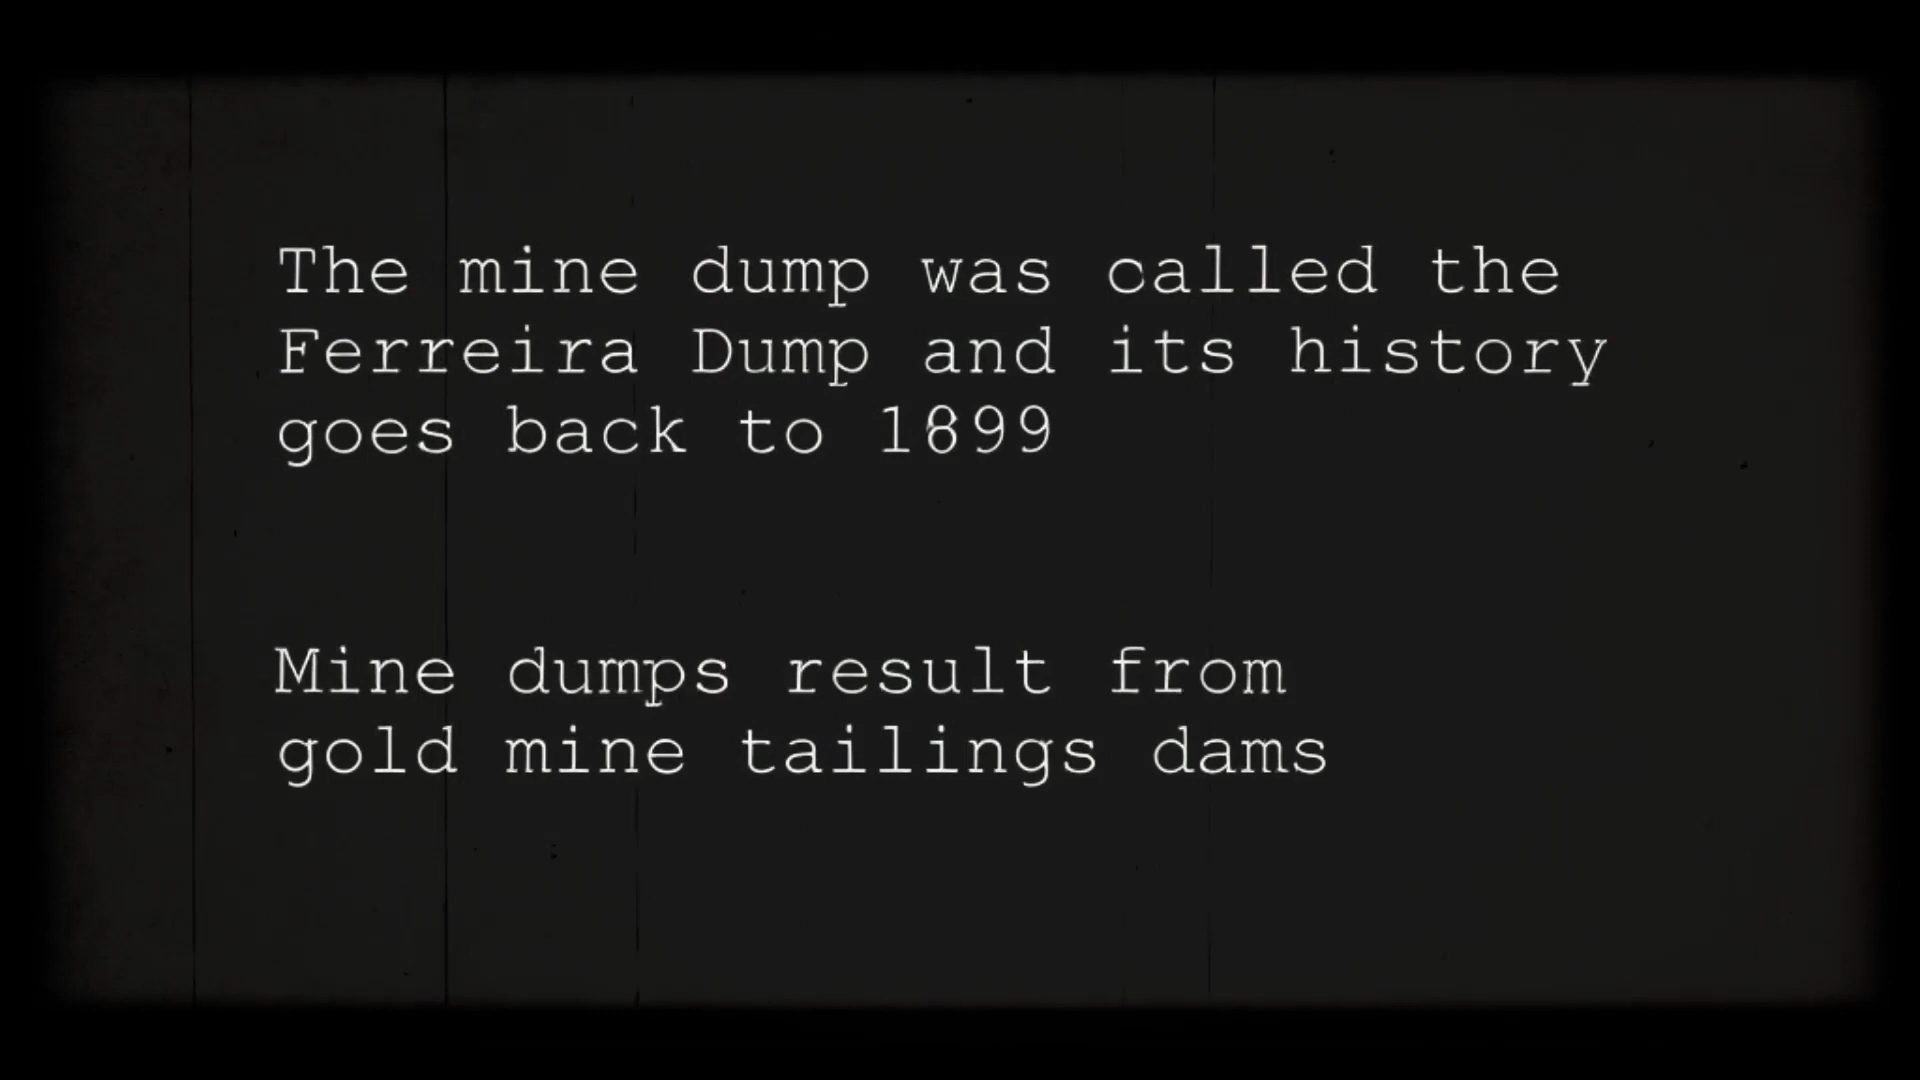 The mine dump was called the
Ferreira Dump and its history
goes back to 1899
Mine dumps result from
gold mine tailings dams